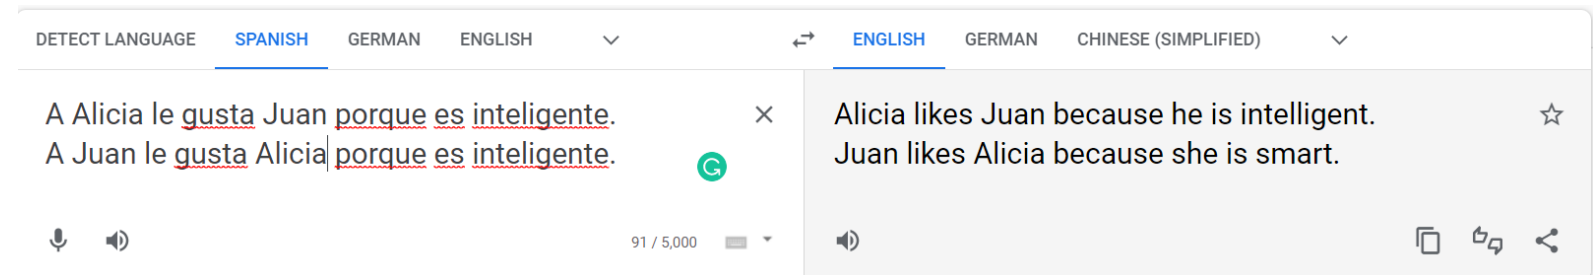 DETECT LANGUAGE SPANISH GERMAN ENGLISH
ENGLISH GERMAN CHINESE (SIMPLIFIED)
A Alicia le gusta Juan porque es inteligente.
A Juan le gusta Alicia porque es inteligente.
91 / 5,000
Alicia likes Juan because he is intelligent.
Juan likes Alicia because she is smart.